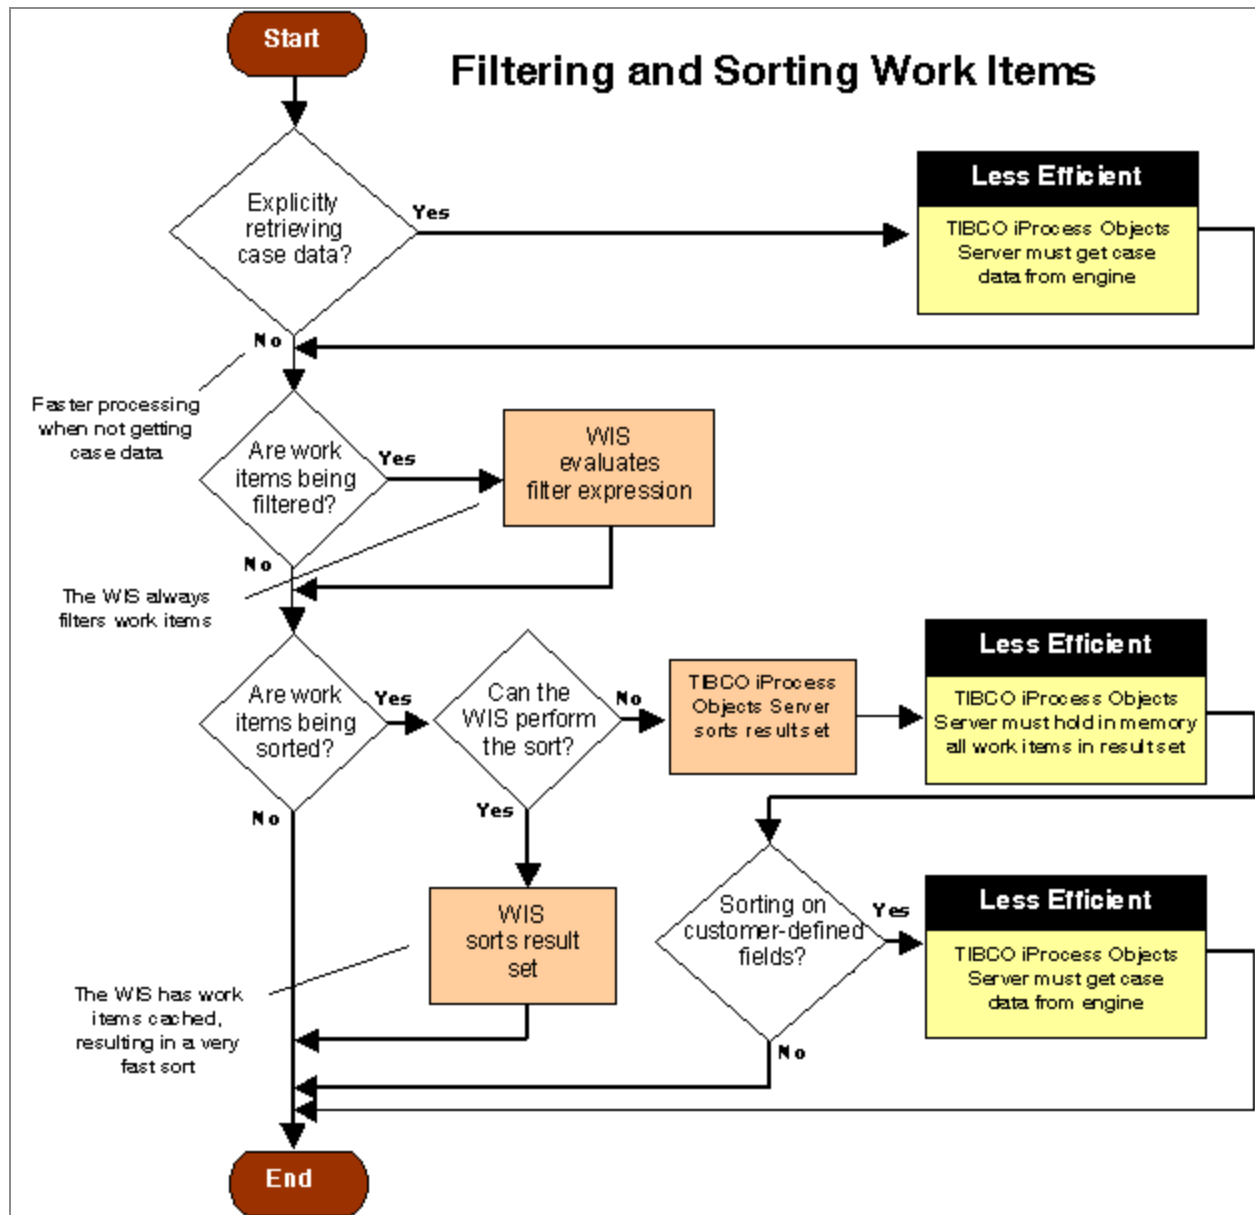 Start
Filtering and Sorting Work Items
Explicitly
retrieving
case data?
Yes
Less Efficient
TIBCO iProcess Objects
Server must get case
data from engine
No
Faster processing
when not getting
case data
Are work
items being
filtered?
Yes
WIS
evaluates
filter expression
No
The WIS always
filters work items
Are work
items being
sorted?
Yes
Can the
WIS perform
the sort?
No
TIBCO iProcess
Objects Server
sorts result set
Less Efficient
TIBCO iProcess Objects
Server must hold in memory
all work items in result set
No
Yes
WIS
sorts result
set
Sorting on
customer-defined
fields?
Yes
Less Efficient
TIBCO iProcess Objects
Server must get case
data from engine
The WIS has work
items cached,
resulting in a very
fast sort
No
End